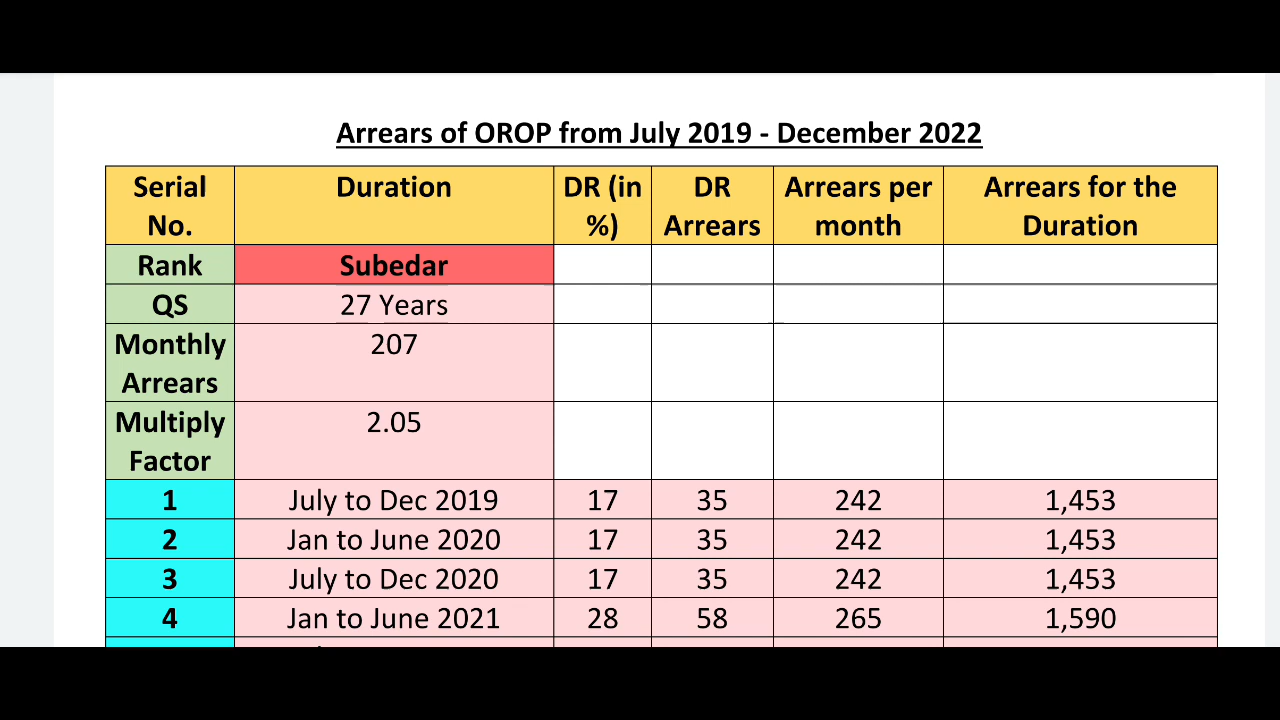 Arrears of OROP from July 2019 - December 2022
Serial No. Duration DR (in %) DR Arrears Arrears per month Arrears for the Duration
Rank Subedar
QS 27 Years
Monthly Arrears 207
Multiply Factor 2.05
1 July to Dec 2019 17 35 242 1,453
2 Jan to June 2020 17 35 242 1,453
3 July to Dec 2020 17 35 242 1,453
4 Jan to June 2021 28 58 265 1,590